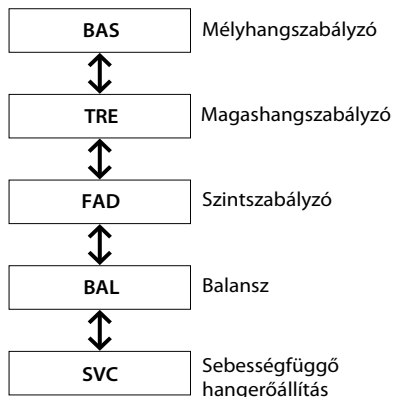 BAS Mélyhangszabályzó
TRE Magashangszabályzó
FAD Szintszabályzó
BAL Balansz
SVC Sebességfüggő
hangerőállítás